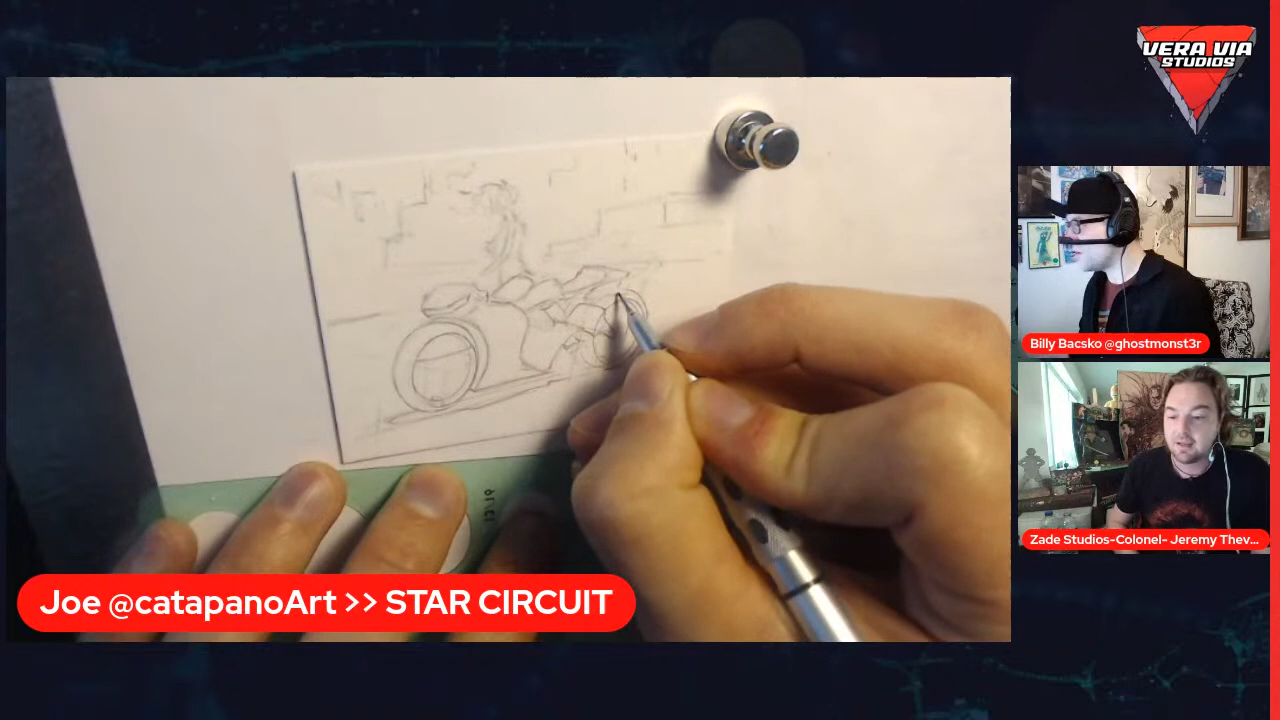 VERA VIA
STUDIOS
Billy Bacsko @ghostmonst3r
Zade Studios-Colonel- Jeremy Thev...
Joe @catapanoArt >> STAR CIRCUIT